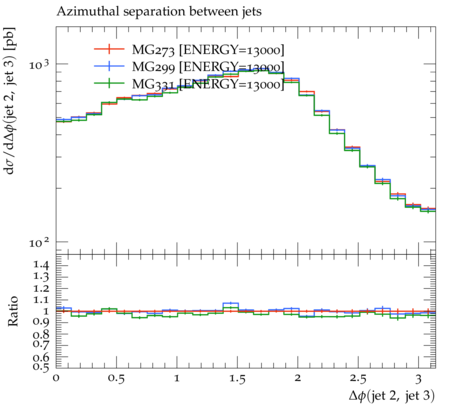 Azimuthal separation between jets
dσ/dΔϕ(jet 2, jet 3) [pb]
MG273 [ENERGY=13000]
MG299 [ENERGY=13000]
MG331 [ENERGY=13000]
10³
10²
Ratio
1.4
1.3
1.2
1.1
1
0.9
0.8
0.7
0.6
0.5
0 0.5 1 1.5 2 2.5 3
Δϕ(jet 2, jet 3)